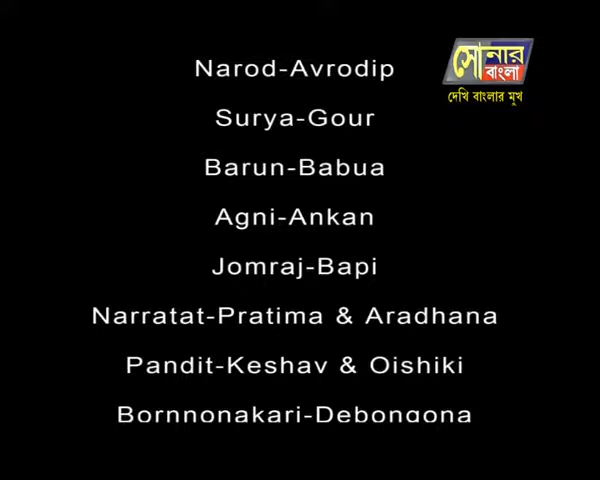 সোনার
বাংলা
দেখি বাংলার মুখ
Narod-Avrodip
Surya-Gour
Barun-Babua
Agni-Ankan
Jomraj-Bapi
Narratat-Pratima & Aradhana
Pandit-Keshav & Oishiki
Bornnonakari-Debongona